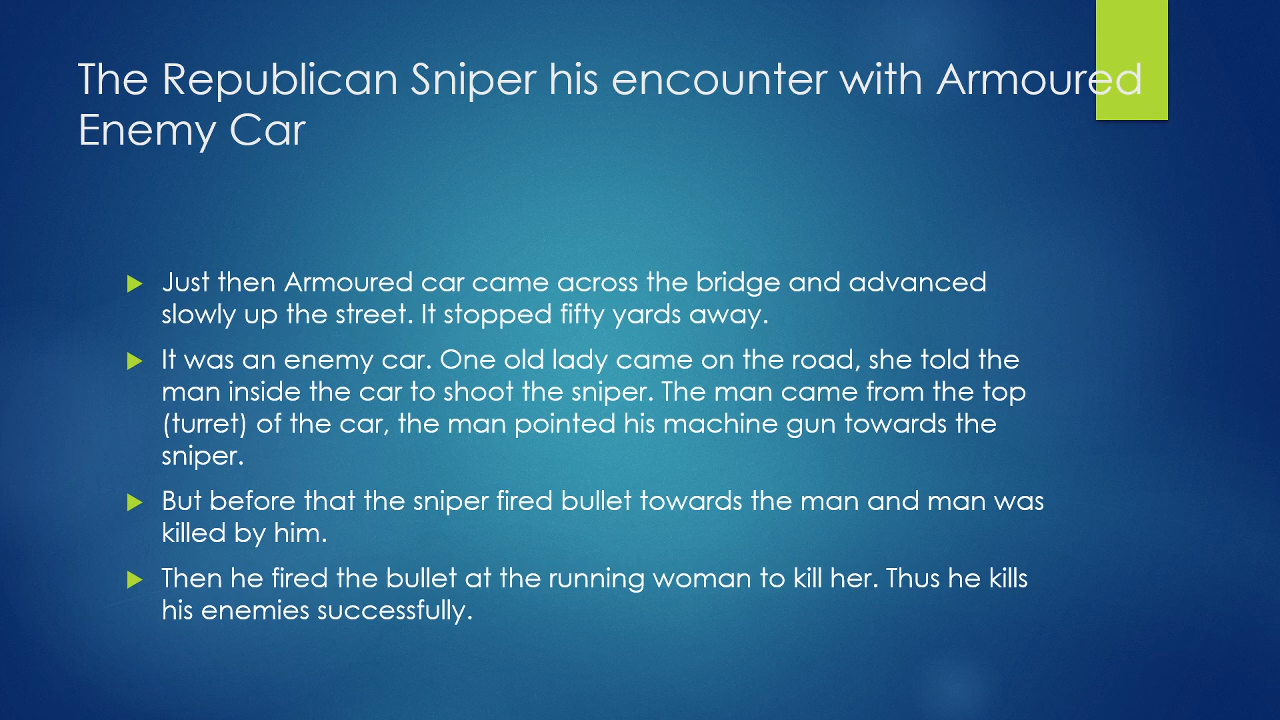 The Republican Sniper his encounter with Armoured
Enemy Car
Just then Armoured car came across the bridge and advanced
slowly up the street. It stopped fifty yards away.
It was an enemy car. One old lady came on the road, she told the
man inside the car to shoot the sniper. The man came from the top
(turret) of the car, the man pointed his machine gun towards the
sniper.
But before that the sniper fired bullet towards the man and man was
killed by him.
Then he fired the bullet at the running woman to kill her. Thus he kills
his enemies successfully.